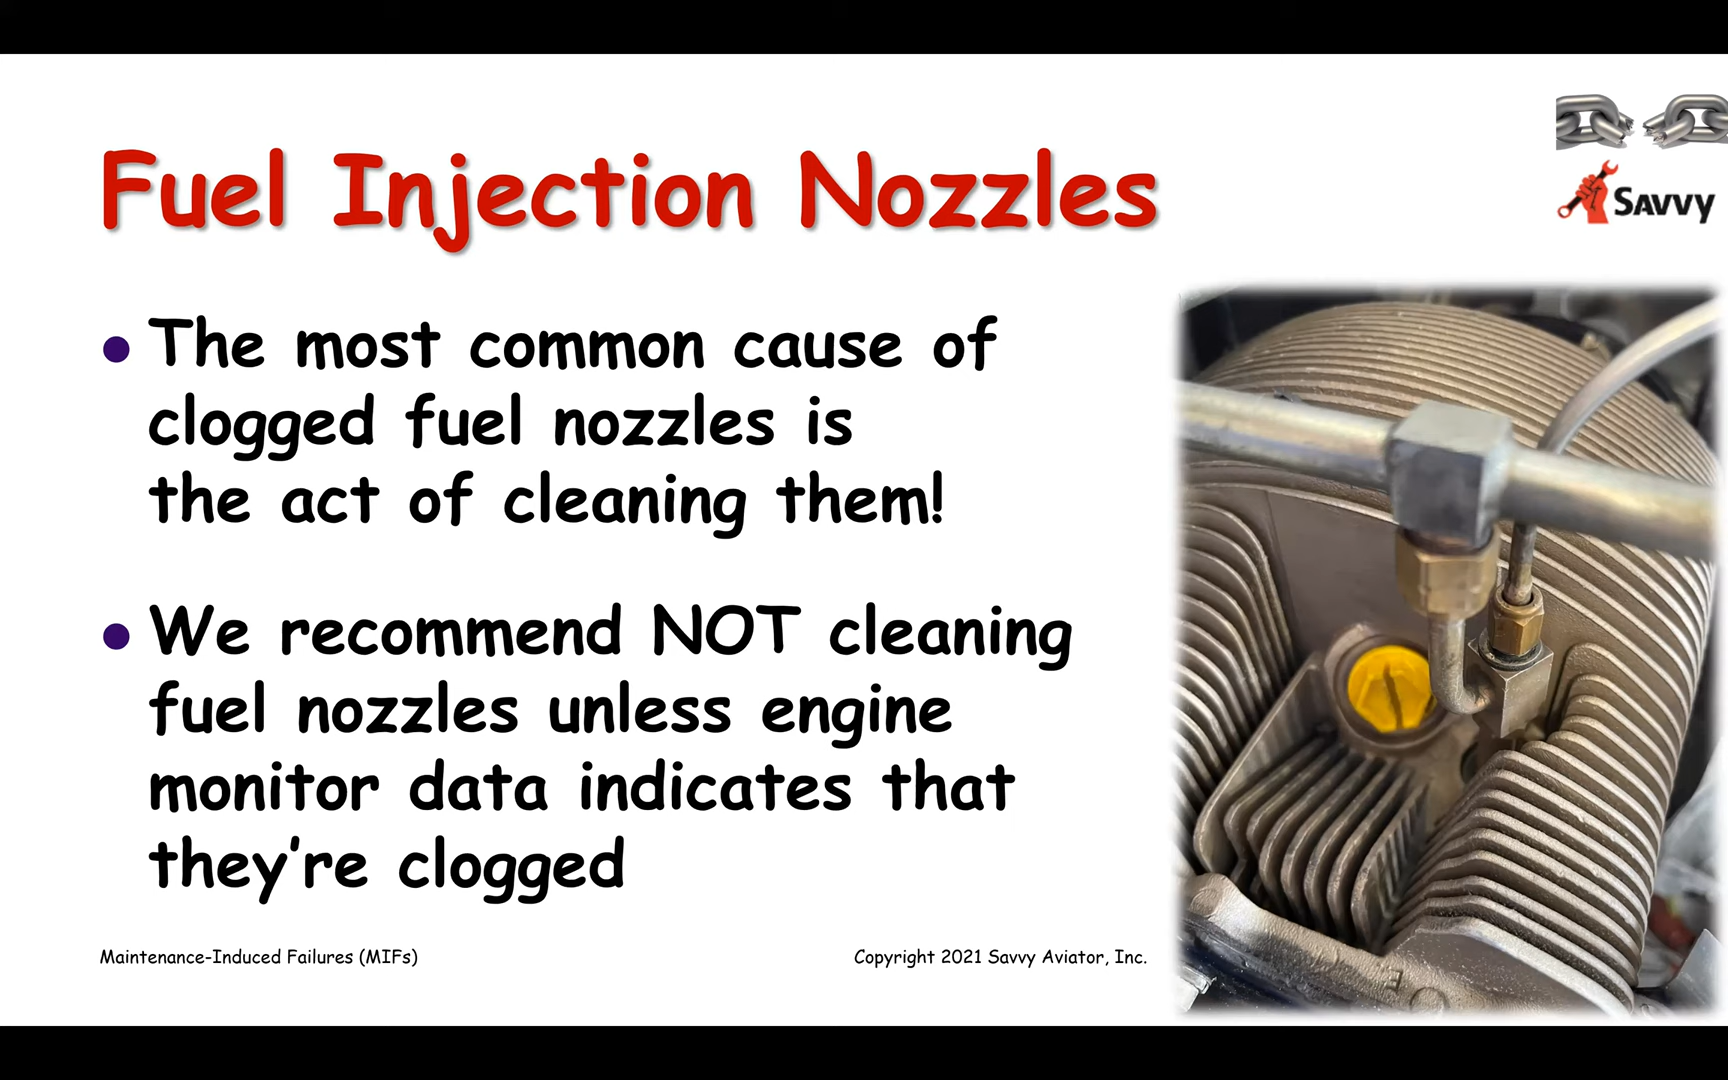 Fuel Injection Nozzles
SAVVY
The most common cause of
clogged fuel nozzles is
the act of cleaning them!
We recommend NOT cleaning
fuel nozzles unless engine
monitor data indicates that
they’re clogged
Maintenance-Induced Failures (MIFs)
Copyright 2021 Savvy Aviator, Inc.